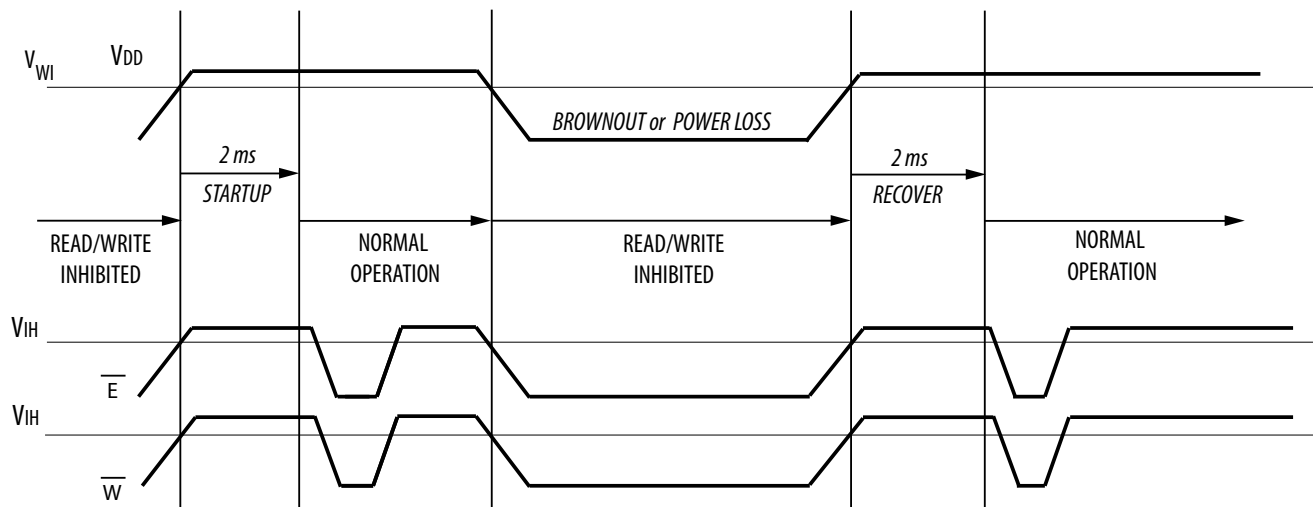 VWI VDD
BROWNOUT or POWER LOSS
2 ms
STARTUP
2 ms
RECOVER
READ/WRITE
INHIBITED
NORMAL
OPERATION
READ/WRITE
INHIBITED
NORMAL
OPERATION
VIH
E
VIH
W